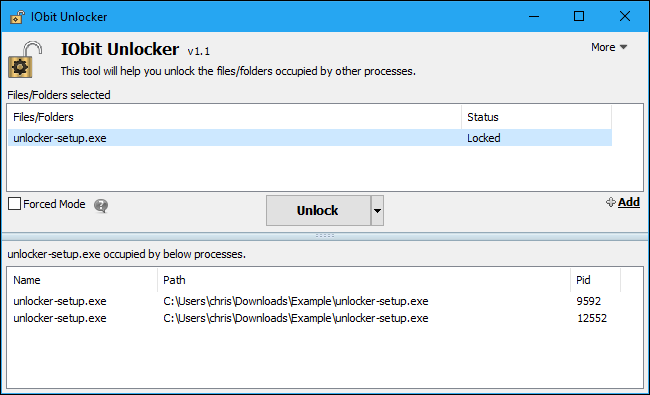 IObit Unlocker
IObit Unlocker v1.1
More
This tool will help you unlock the files/folders occupied by other processes.
Files/Folders selected
Files/Folders Status
unlocker-setup.exe Locked
Forced Mode ? Unlock Add
unlocker-setup.exe occupied by below processes.
Name Path Pid
unlocker-setup.exe C:\Users\chris\Downloads\Example\unlocker-setup.exe 9592
unlocker-setup.exe C:\Users\chris\Downloads\Example\unlocker-setup.exe 12552